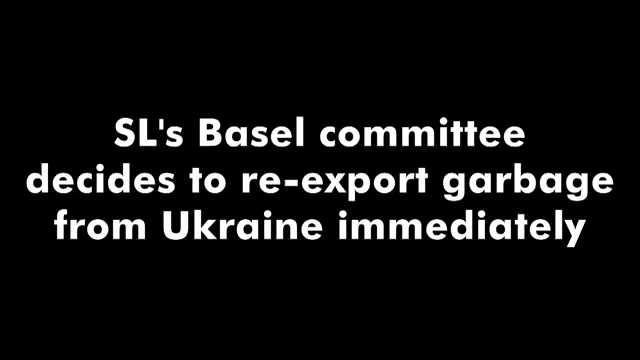 SL's Basel committee
decides to re-export garbage
from Ukraine immediately